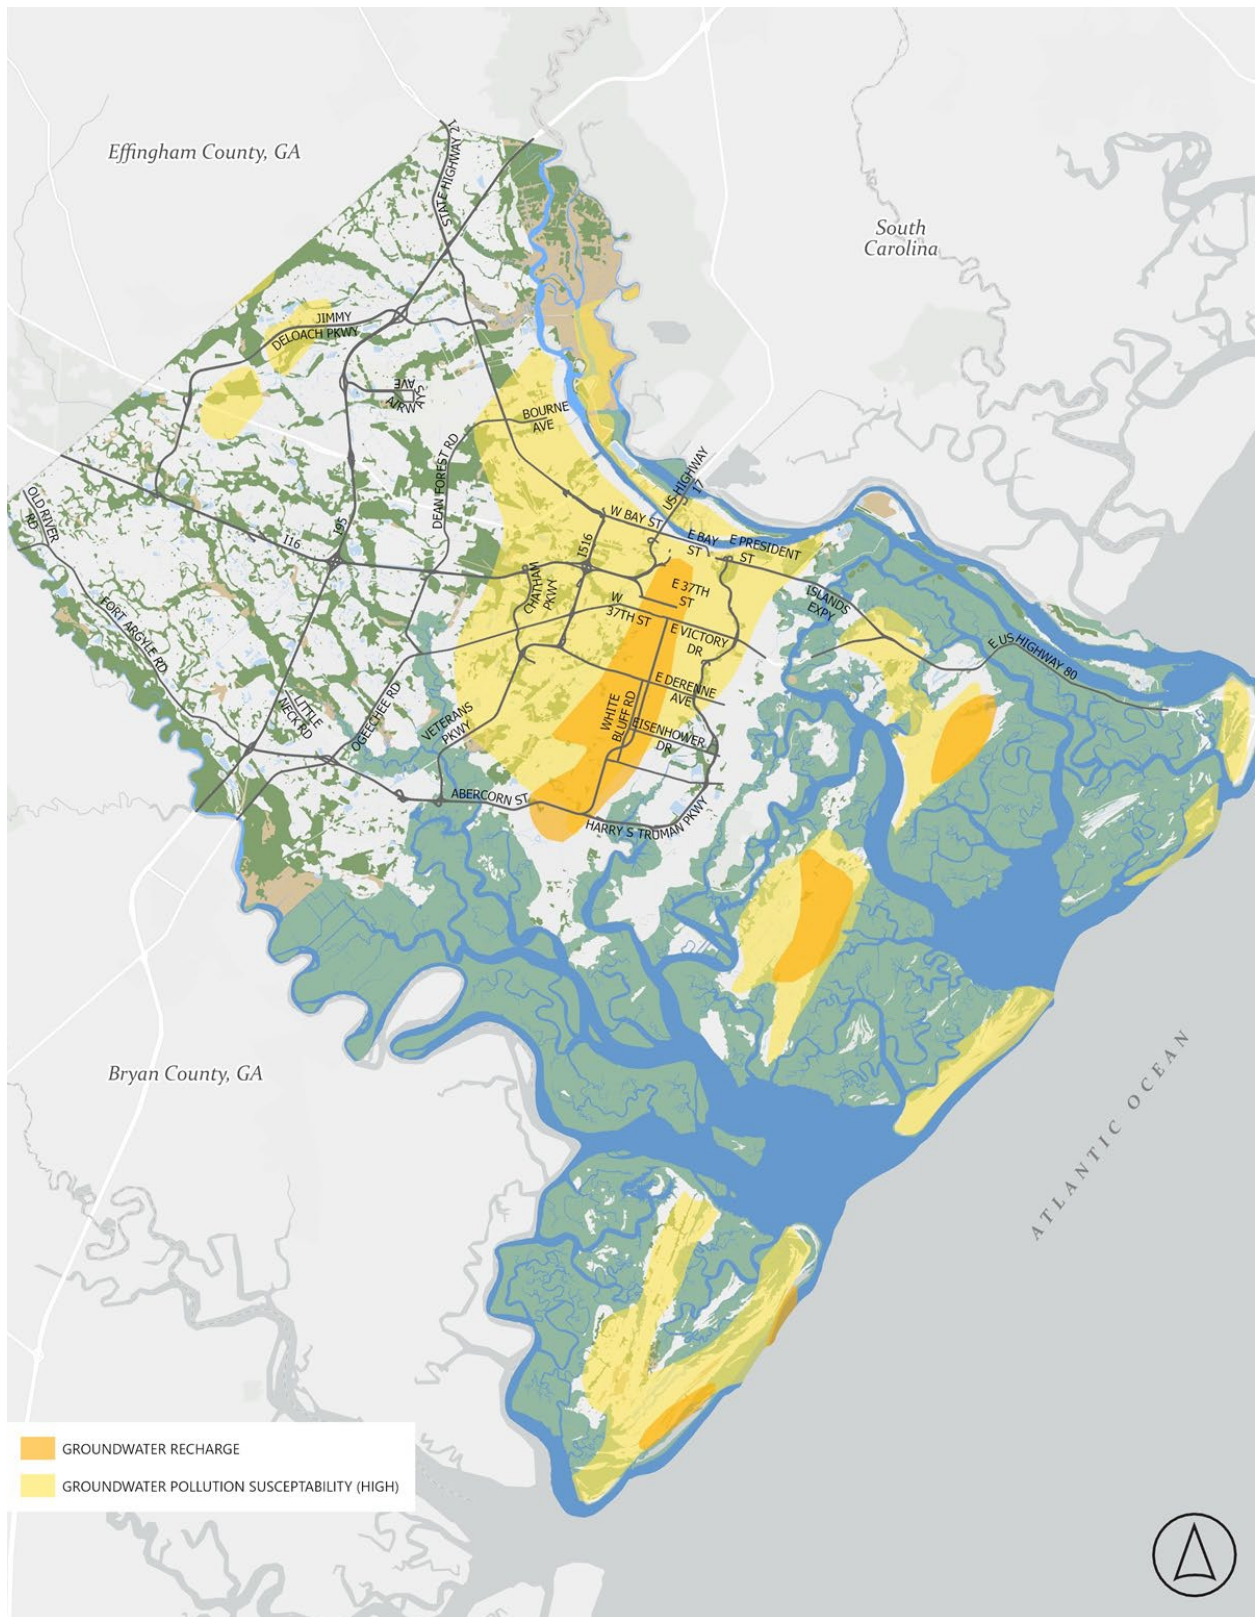 Effingham County, GA
STATE HIGHWAY 21
South
Carolina
JIMMY
DELOACH PKWY
AIRWAYS
AVE
BOURNE
AVE
DEAN FOREST RD
US HIGHWAY
17
OLD RIVER
RD
I16
I95
I516
W BAY ST
E BAY
ST
E PRESIDENT
ST
CHATHAM
PKWY
E 37TH
ST
W
37TH ST
ISLANDS
EXPY
FORT ARGYLE RD
E VICTORY
DR
E US HIGHWAY 80
E DERENNE
AVE
LITTLE
NECK RD
OGEECHEE RD
VETERANS
PKWY
WHITE
BLUFF RD
EISENHOWER
DR
ABERCORN ST
HARRY S TRUMAN PKWY
Bryan County, GA
ATLANTIC OCEAN
GROUNDWATER RECHARGE
GROUNDWATER POLLUTION SUSCEPTABILITY (HIGH)